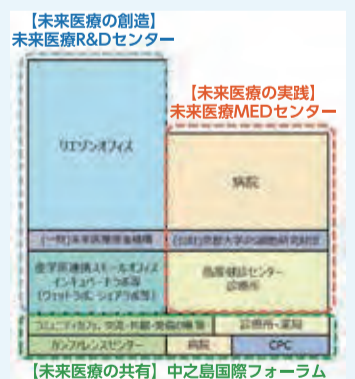 【未来医療の創造】
未来医療R&Dセンター
【未来医療の実践】
未来医療MEDセンター
リエゾンオフィス
病院
(一財)未来医療推進機構
(公財)京都大学iPS細胞研究財団
産学医連携スモールオフィス
インキュベートラボ等
(ウェットラボ・シェアラボ等)
高度健診センター
診療所
コミュニティカフェ、交流・共創・発信の場 等
診療所・薬局
カンファレンスセンター
病院
CPC
【未来医療の共有】中之島国際フォーラム